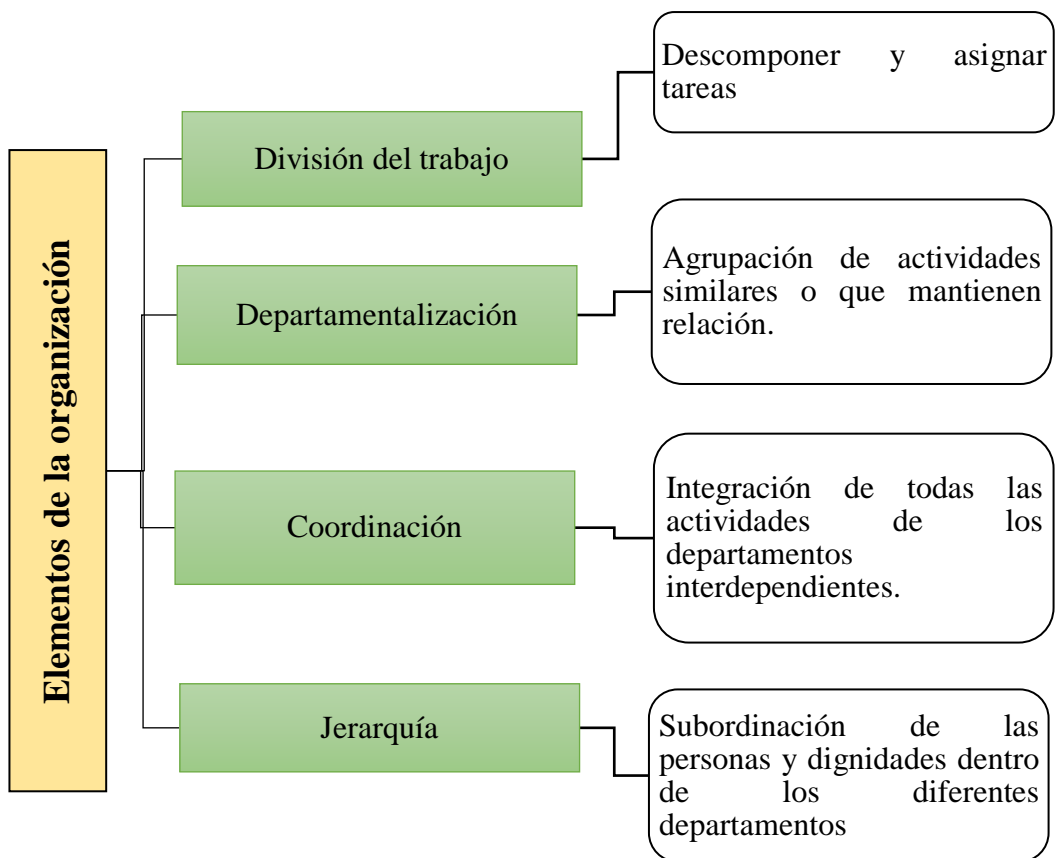 Elementos de la organización
División del trabajo
Descomponer y asignar
tareas
Departamentalización
Agrupación de actividades
similares o que mantienen
relación.
Coordinación
Integración de todas las
actividades de los
departamentos
interdependientes.
Jerarquía
Subordinación de las
personas y dignidades dentro
de los diferentes
departamentos